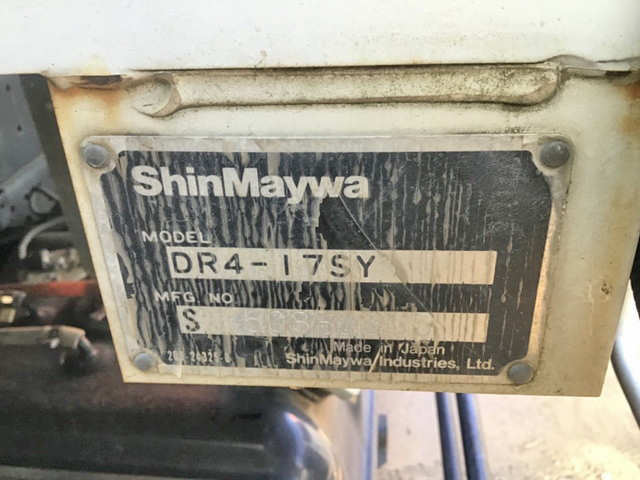 ShinMaywa
MODEL
DR4-17SY
MFG. NO.
S
Made in Japan
ShinMaywa Industries, Ltd.